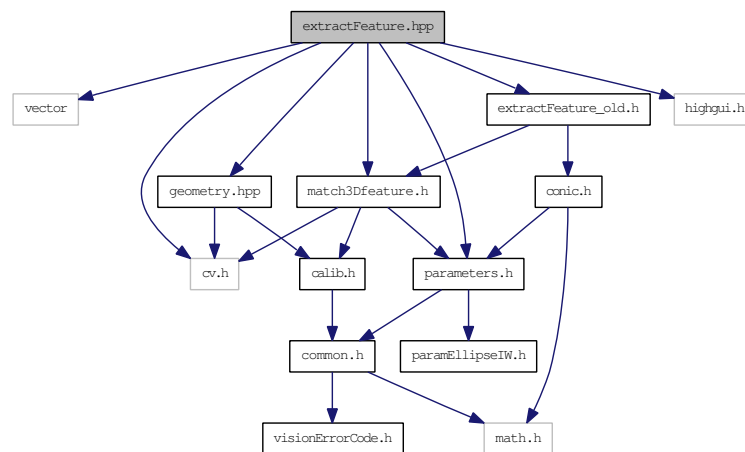 extractFeature.hpp
vector
extractFeature_old.h
highgui.h
geometry.hpp
match3Dfeature.h
conic.h
cv.h
calib.h
parameters.h
common.h
paramEllipseIW.h
visionErrorCode.h
math.h